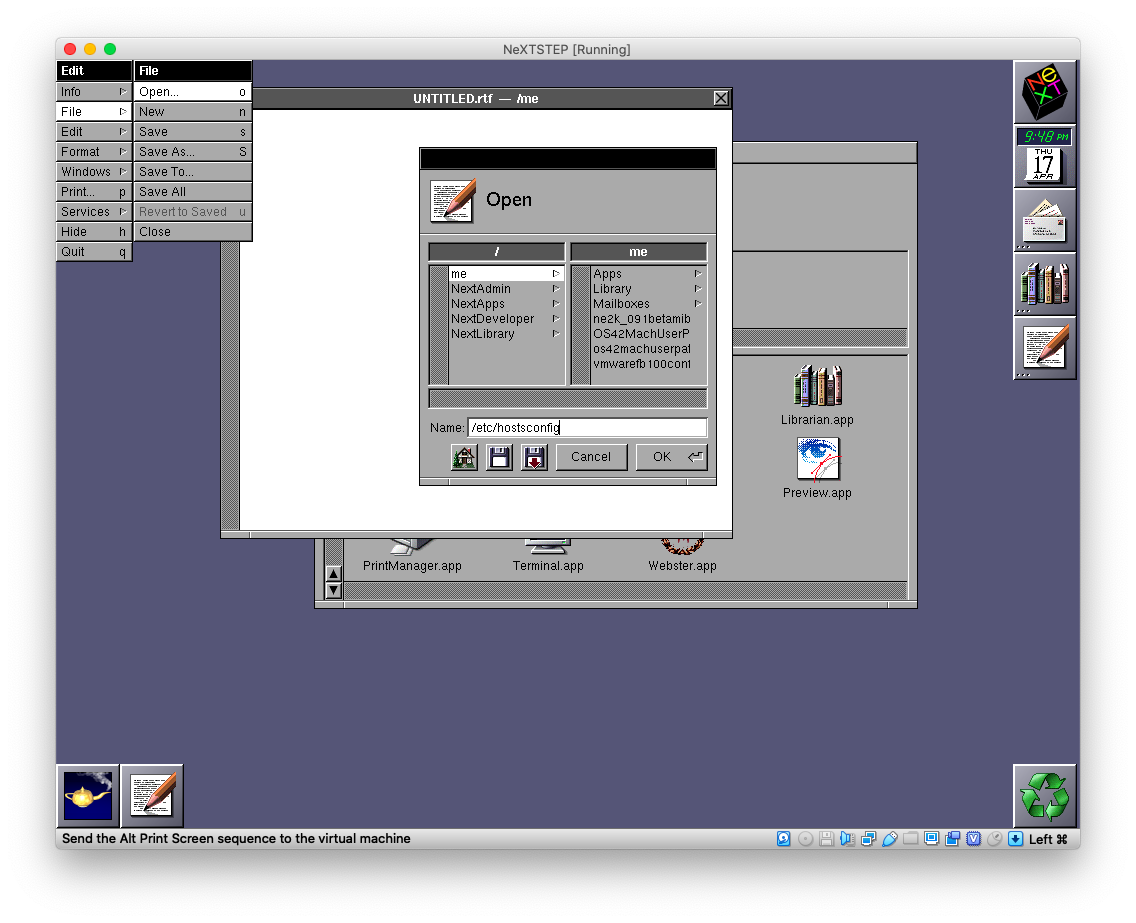 NeXTSTEP [Running]
Edit
Info
File
Edit
Format
Windows
Print... p
Services
Hide h
Quit q
File
Open... o
New n
Save s
Save As... S
Save To...
Save All
Revert to Saved u
Close
UNTITLED.rtf — /me
Open
/
me
NextAdmin
NextApps
NextDeveloper
NextLibrary
me
Apps
Library
Mailboxes
ne2k_091betamib
OS42MachUserP
os42machuserpat
vmwarefb100conf
Name: /etc/hostsconfig
Cancel
OK
Librarian.app
Preview.app
PrintManager.app
Terminal.app
Webster.app
NeXT
9:48 PM
THU
17
APR
Send the Alt Print Screen sequence to the virtual machine
Left ⌘